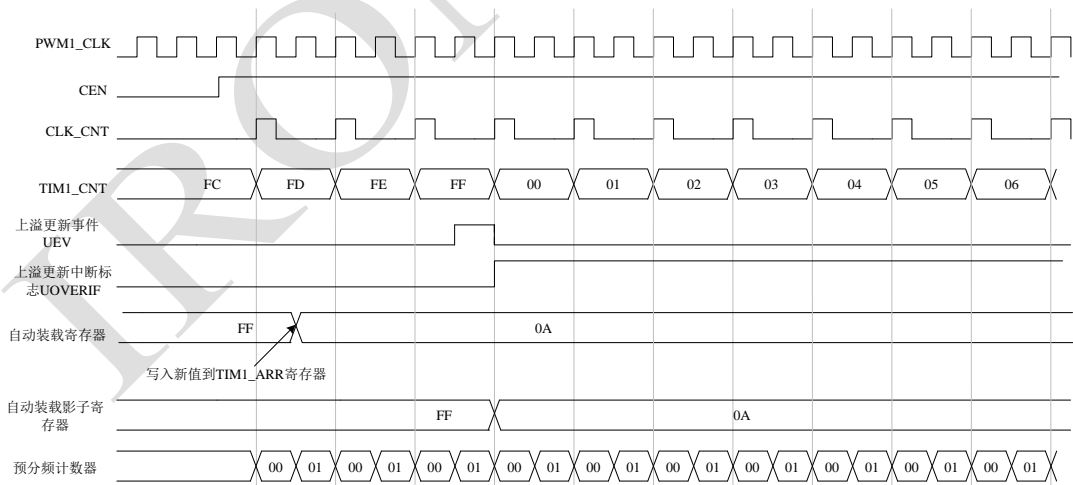 PWM1_CLK
CEN
CLK_CNT
TIM1_CNT FC FD FE FF 00 01 02 03 04 05 06
上溢更新事件
UEV
上溢更新中断标
志UOVERIF
自动装载寄存器 FF 0A
写入新值到TIM1_ARR寄存器
自动装载影子寄
存器 FF 0A
预分频计数器 00 01 00 01 00 01 00 01 00 01 00 01 00 01 00 01 00 01 00 01
IRON